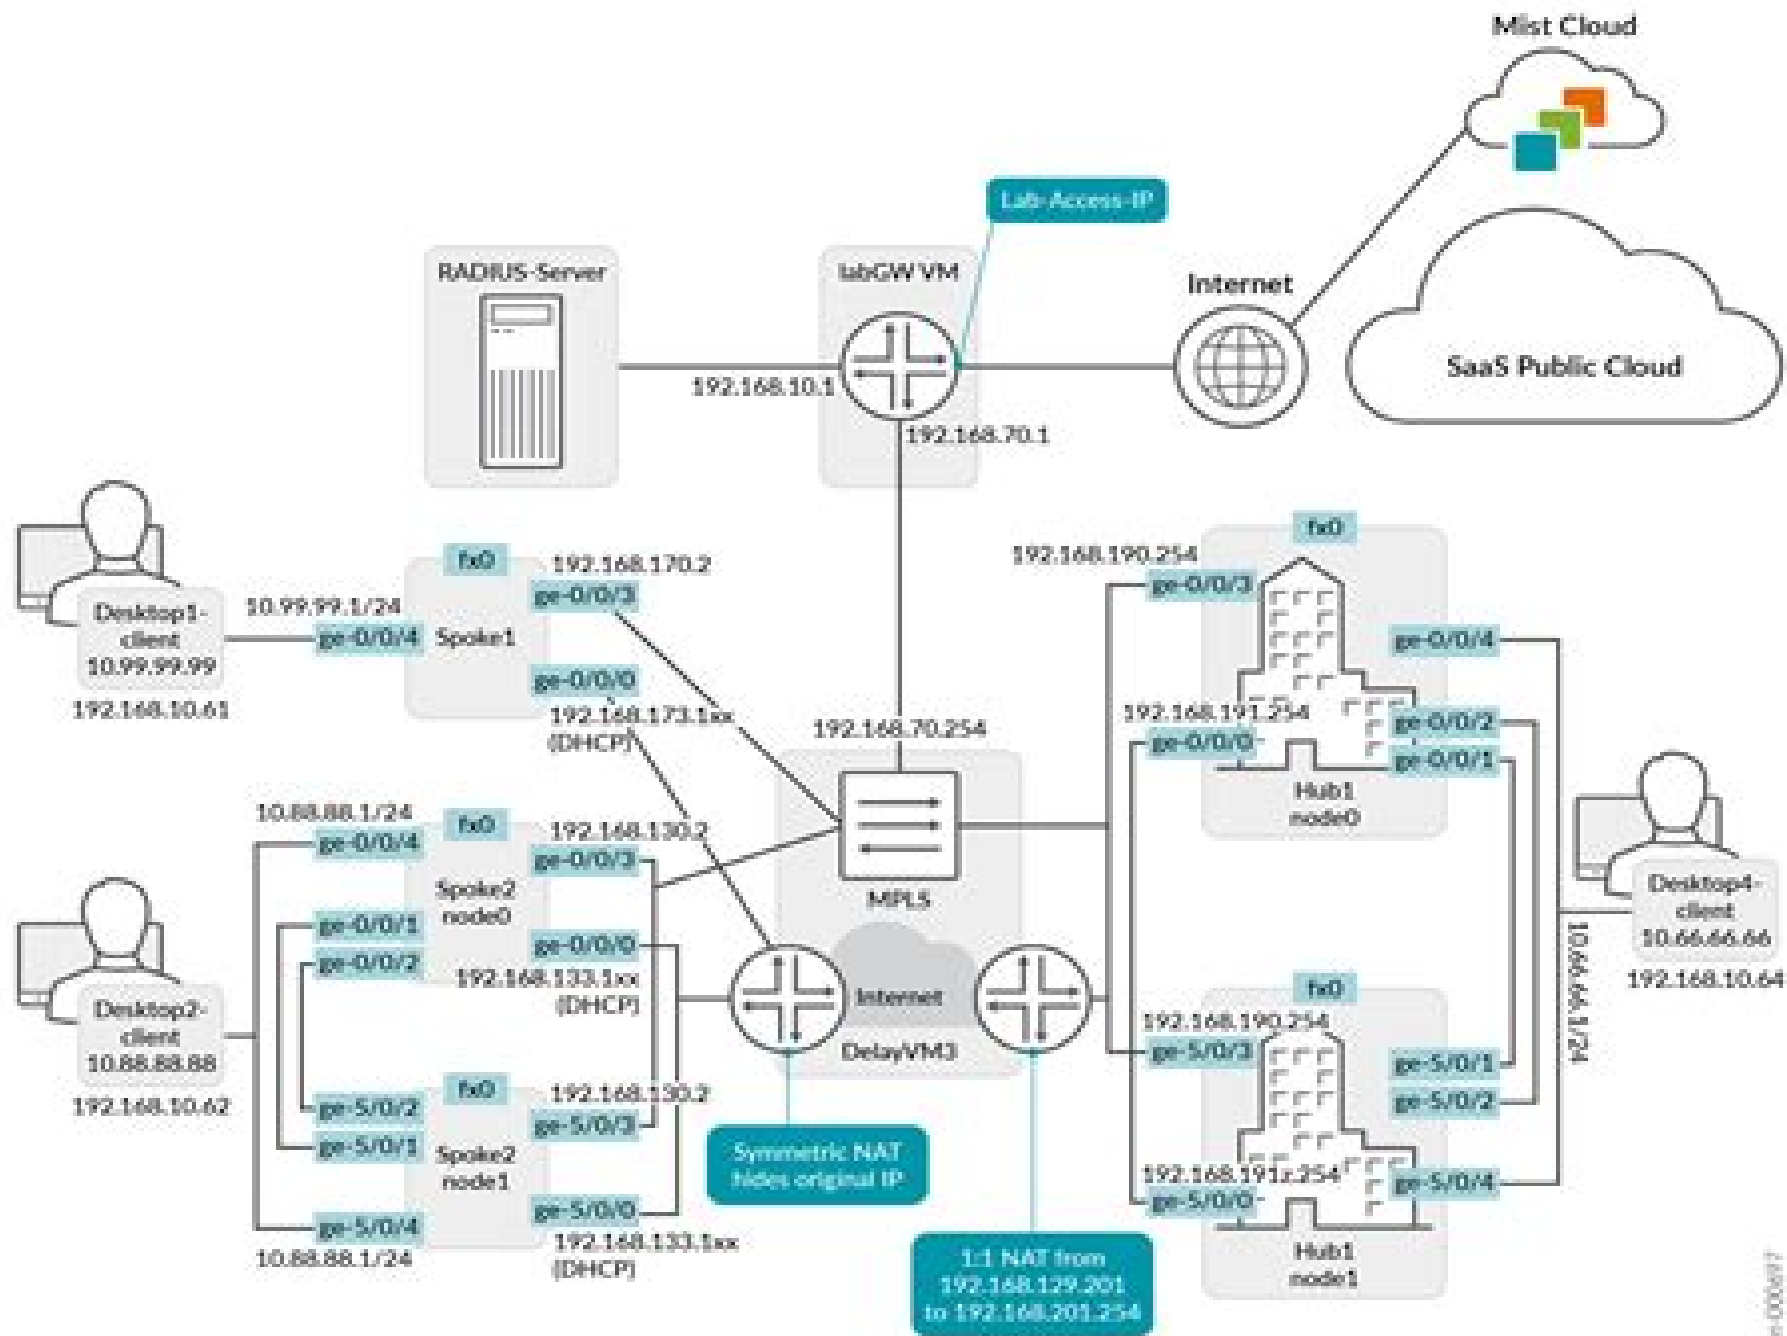 Mist Cloud
Lab-Access-IP
RADIUS-Server
labGW VM
Internet
SaaS Public Cloud
192.168.10.1
192.168.70.1
fx0
192.168.170.2
ge-0/0/3
10.99.99.1/24
ge-0/0/4
Spoke1
ge-0/0/0
192.168.173.1xx
(DHCP)
Desktop1-
client
10.99.99.99
192.168.10.61
192.168.70.254
fx0
192.168.190.254
ge-0/0/3
ge-0/0/4
192.168.191.254
ge-0/0/0
ge-0/0/2
ge-0/0/1
Hub1
node0
10.88.88.1/24
ge-0/0/4
fx0
192.168.130.2
ge-0/0/3
Spoke2
node0
ge-0/0/1
ge-0/0/2
ge-0/0/0
192.168.133.1xx
(DHCP)
MPLS
Internet
DelayVM3
Desktop4-
client
10.66.66.66
192.168.10.64
10.66.66.1/24
Desktop2-
client
10.88.88.88
192.168.10.62
fx0
192.168.130.2
ge-5/0/2
ge-5/0/3
ge-5/0/1
Spoke2
node1
ge-5/0/0
ge-5/0/4
10.88.88.1/24
192.168.133.1xx
(DHCP)
Symmetric NAT
hides original IP
1:1 NAT from
192.168.129.201
to 192.168.201.254
fx0
192.168.190.254
ge-5/0/3
ge-5/0/1
ge-5/0/2
192.168.191z.254
ge-5/0/0
ge-5/0/4
Hub1
node1